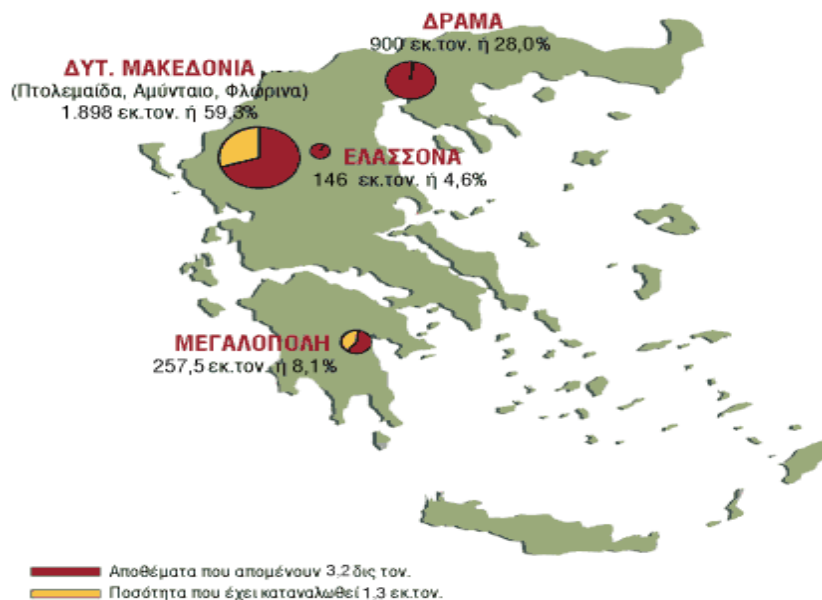 ΔΡΑΜΑ
900 εκ.τον. ή 28,0%
ΔΥΤ. ΜΑΚΕΔΟΝΙΑ
(Πτολεμαίδα, Αμύνταιο, Φλώρινα)
1.898 εκ.τον. ή 59,3%
ΕΛΑΣΣΟΝΑ
146 εκ.τον. ή 4,6%
ΜΕΓΑΛΟΠΟΛΗ
257,5 εκ.τον. ή 8,1%
Αποθέματα που απομένουν 3,2 δις τον.
Ποσότητα που έχει καταναλωθεί 1,3 εκ.τον.